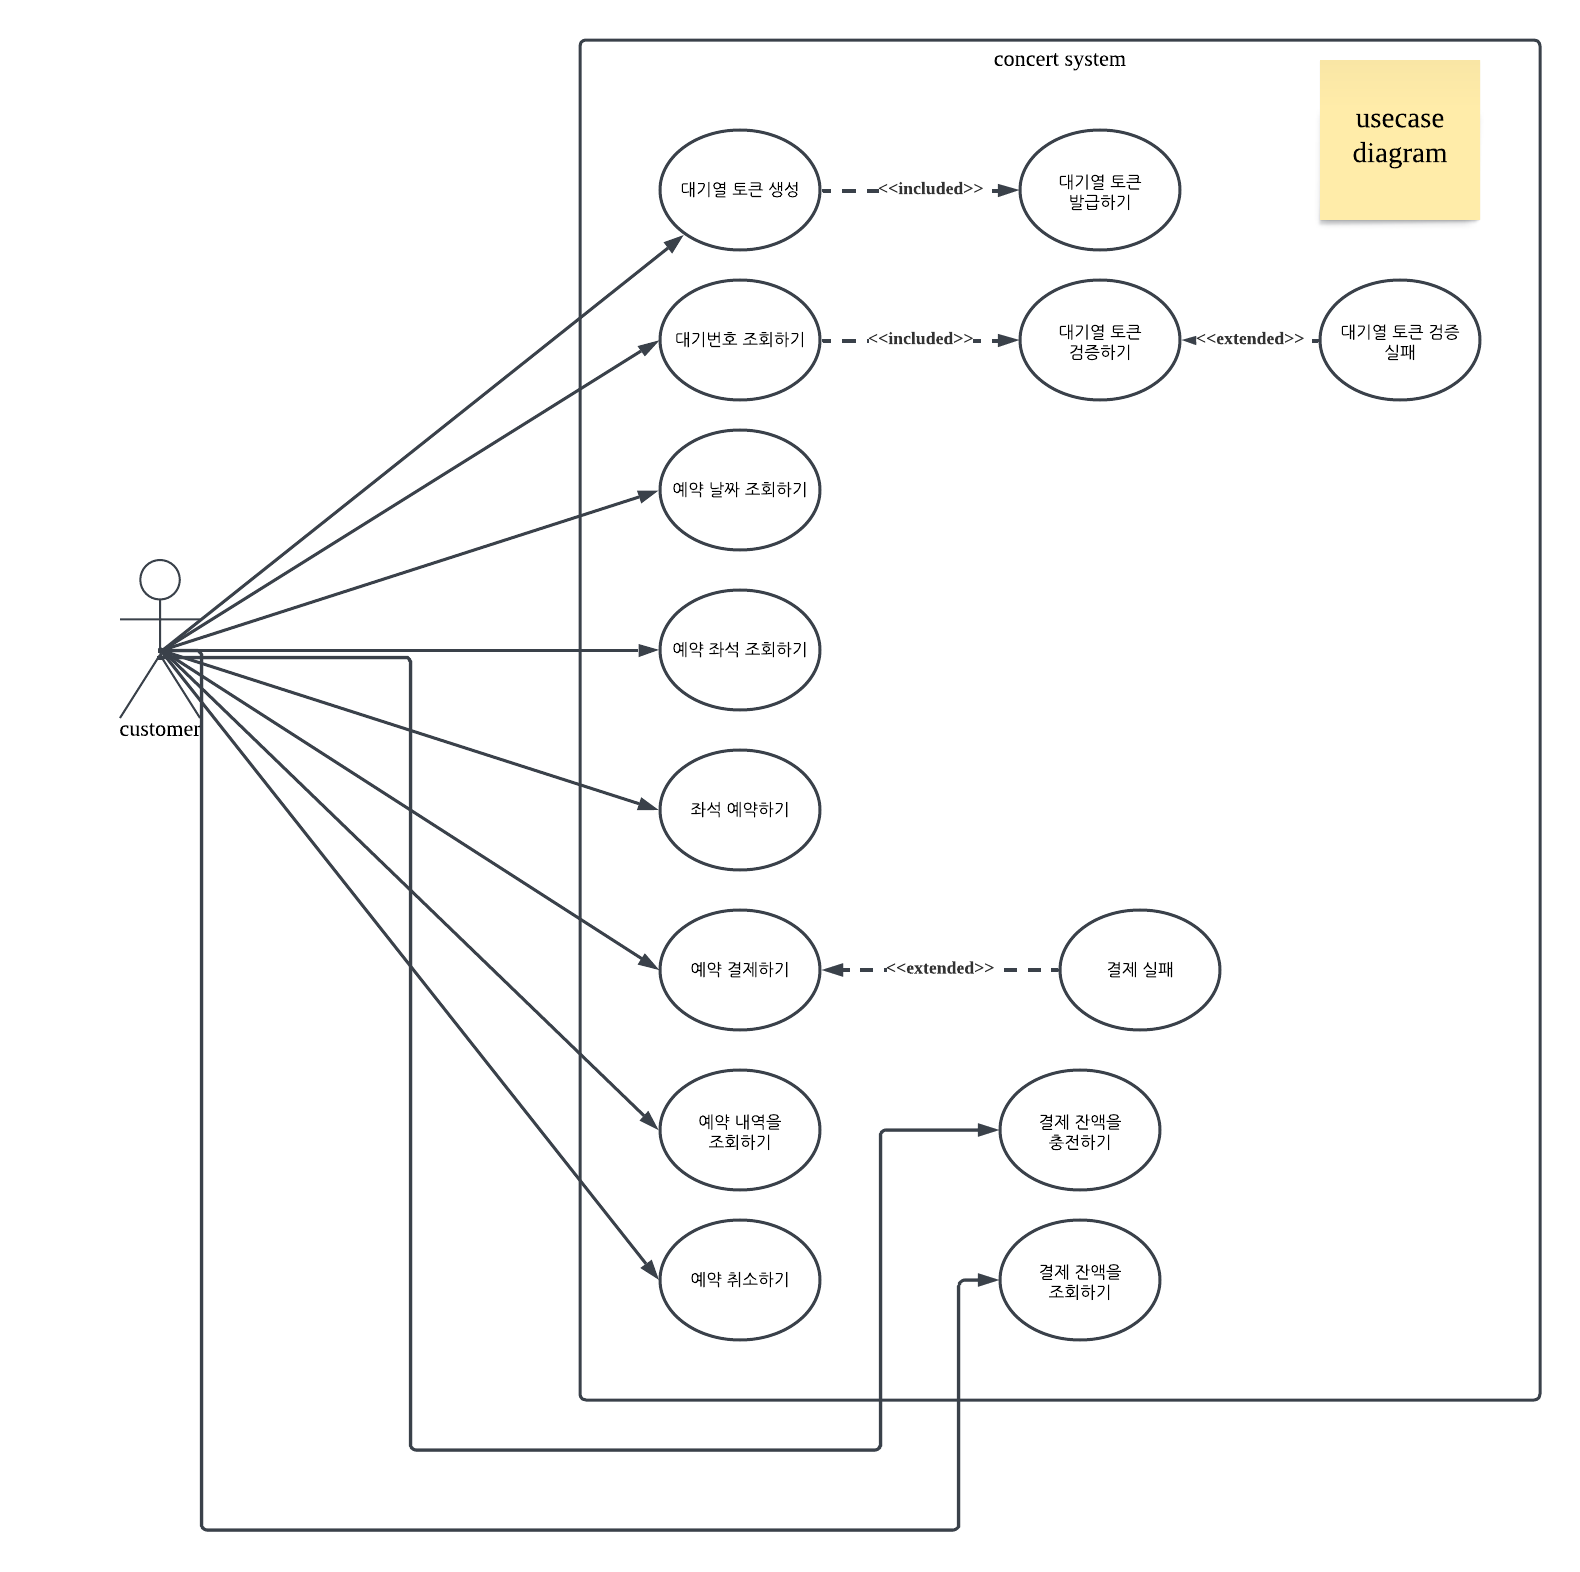 concert system
usecase
diagram
대기열 토큰 생성
<<included>>
대기열 토큰
발급하기
대기번호 조회하기
<<included>>
대기열 토큰
검증하기
<<extended>>
대기열 토큰 검증
실패
예약 날짜 조회하기
예약 좌석 조회하기
customer
좌석 예약하기
예약 결제하기
<<extended>>
결제 실패
예약 내역을
조회하기
결제 잔액을
충전하기
예약 취소하기
결제 잔액을
조회하기